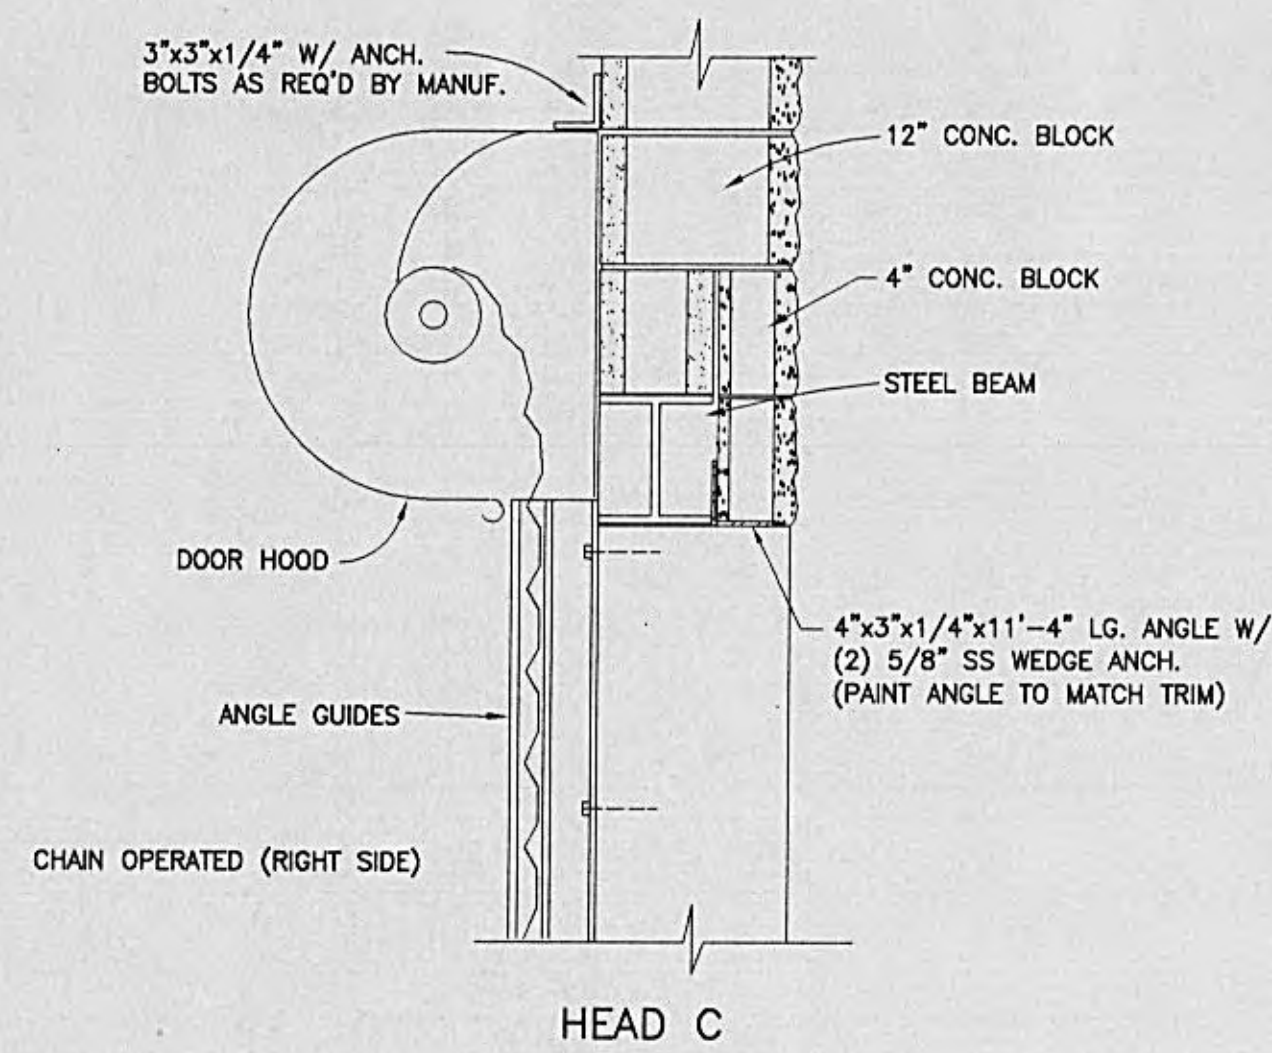 3"x3"x1/4" W/ ANCH.
BOLTS AS REQ'D BY MANUF.
12" CONC. BLOCK
4" CONC. BLOCK
STEEL BEAM
DOOR HOOD
4"x3"x1/4"x11'-4" LG. ANGLE W/
(2) 5/8" SS WEDGE ANCH.
(PAINT ANGLE TO MATCH TRIM)
ANGLE GUIDES
CHAIN OPERATED (RIGHT SIDE)
HEAD C